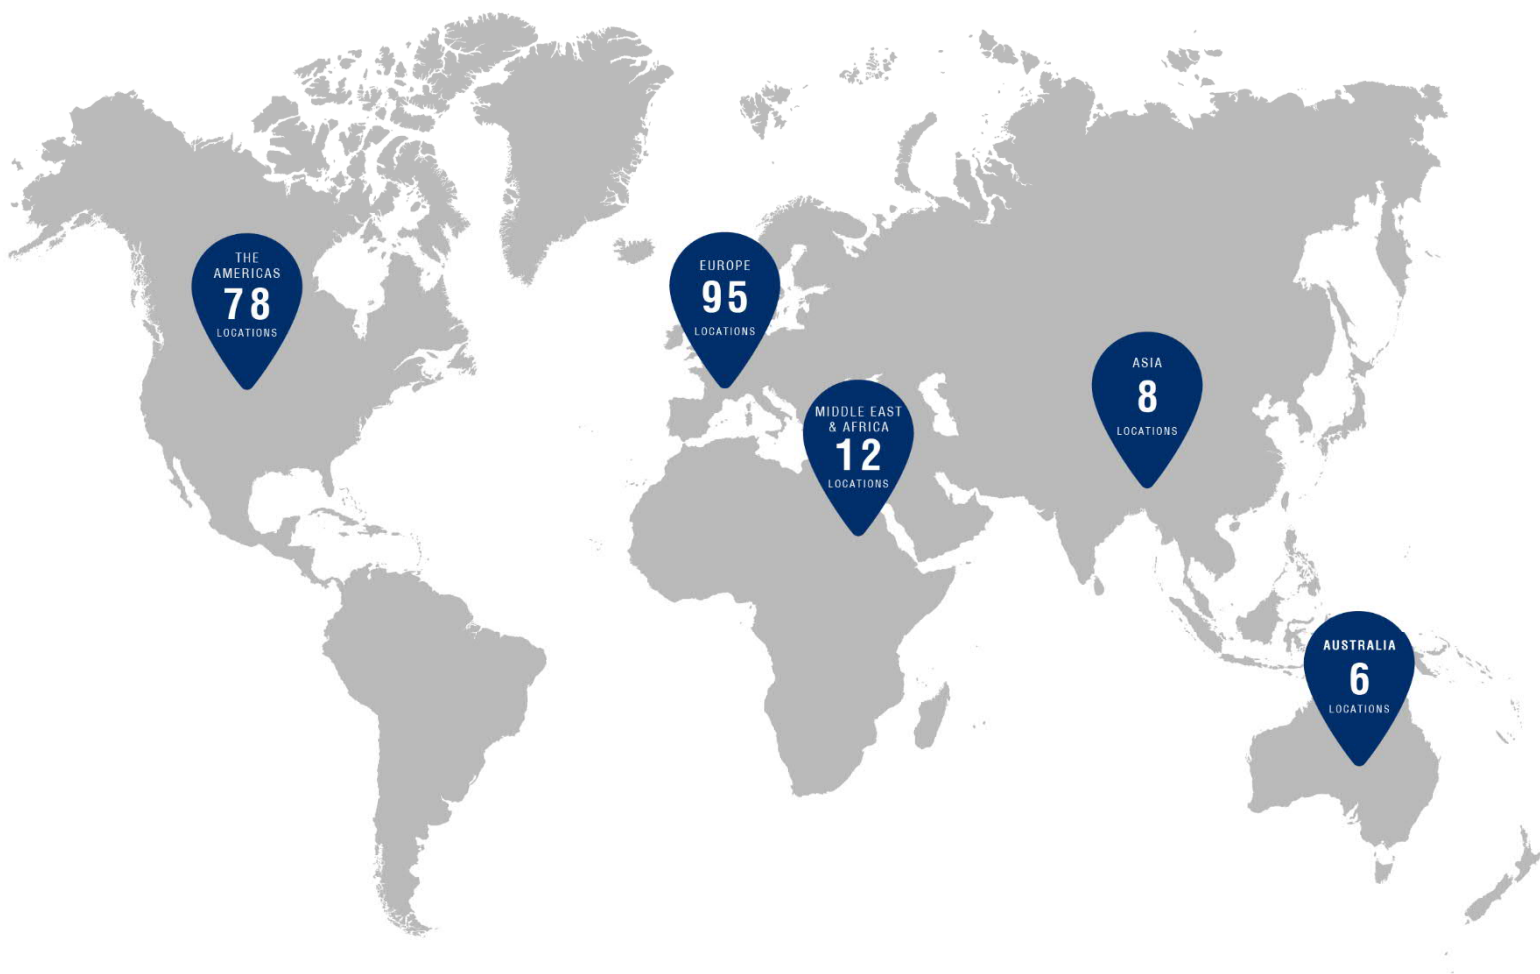 THE
AMERICAS
78
LOCATIONS
EUROPE
95
LOCATIONS
MIDDLE EAST
& AFRICA
12
LOCATIONS
ASIA
8
LOCATIONS
AUSTRALIA
6
LOCATIONS